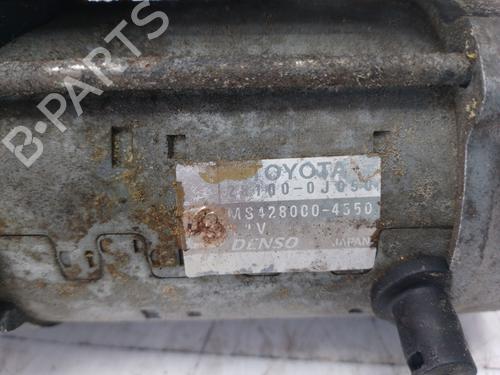 B-PARTS
TOYOTA
28100-0J050
MS428000-4550
DENSO JAPAN